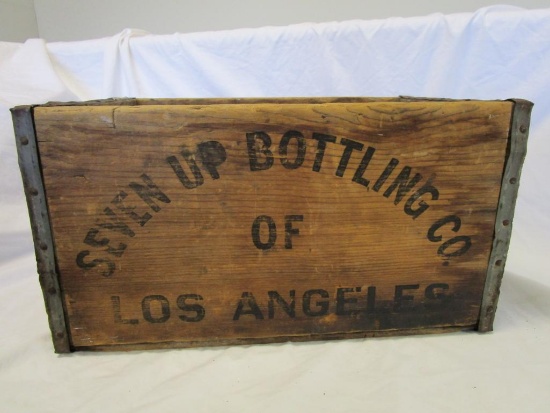 SEVEN UP BOTTLING CO.
OF
LOS ANGELES